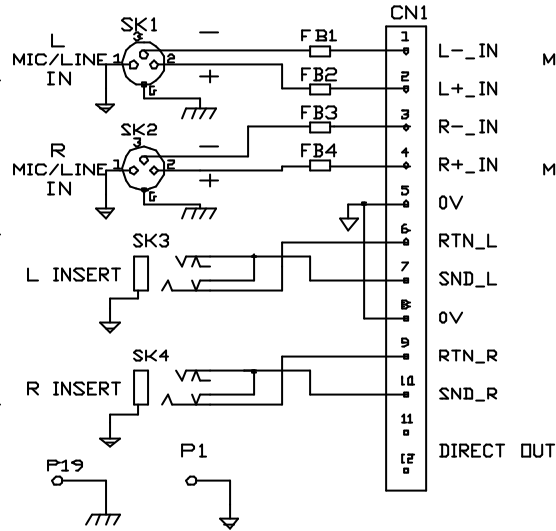 CN1
SK1
3
L
MIC/LINE 1
IN
2
G
−
+
FB1
1
L-_IN
M
FB2
2
L+_IN
SK2
3
FB3
3
R-_IN
R
MIC/LINE 1
IN
2
G
−
+
FB4
4
R+_IN
M
5
0V
SK3
6
RTN_L
L INSERT
7
SND_L
8
0V
SK4
9
RTN_R
R INSERT
10
SND_R
11
P19
P1
DIRECT OUT
12